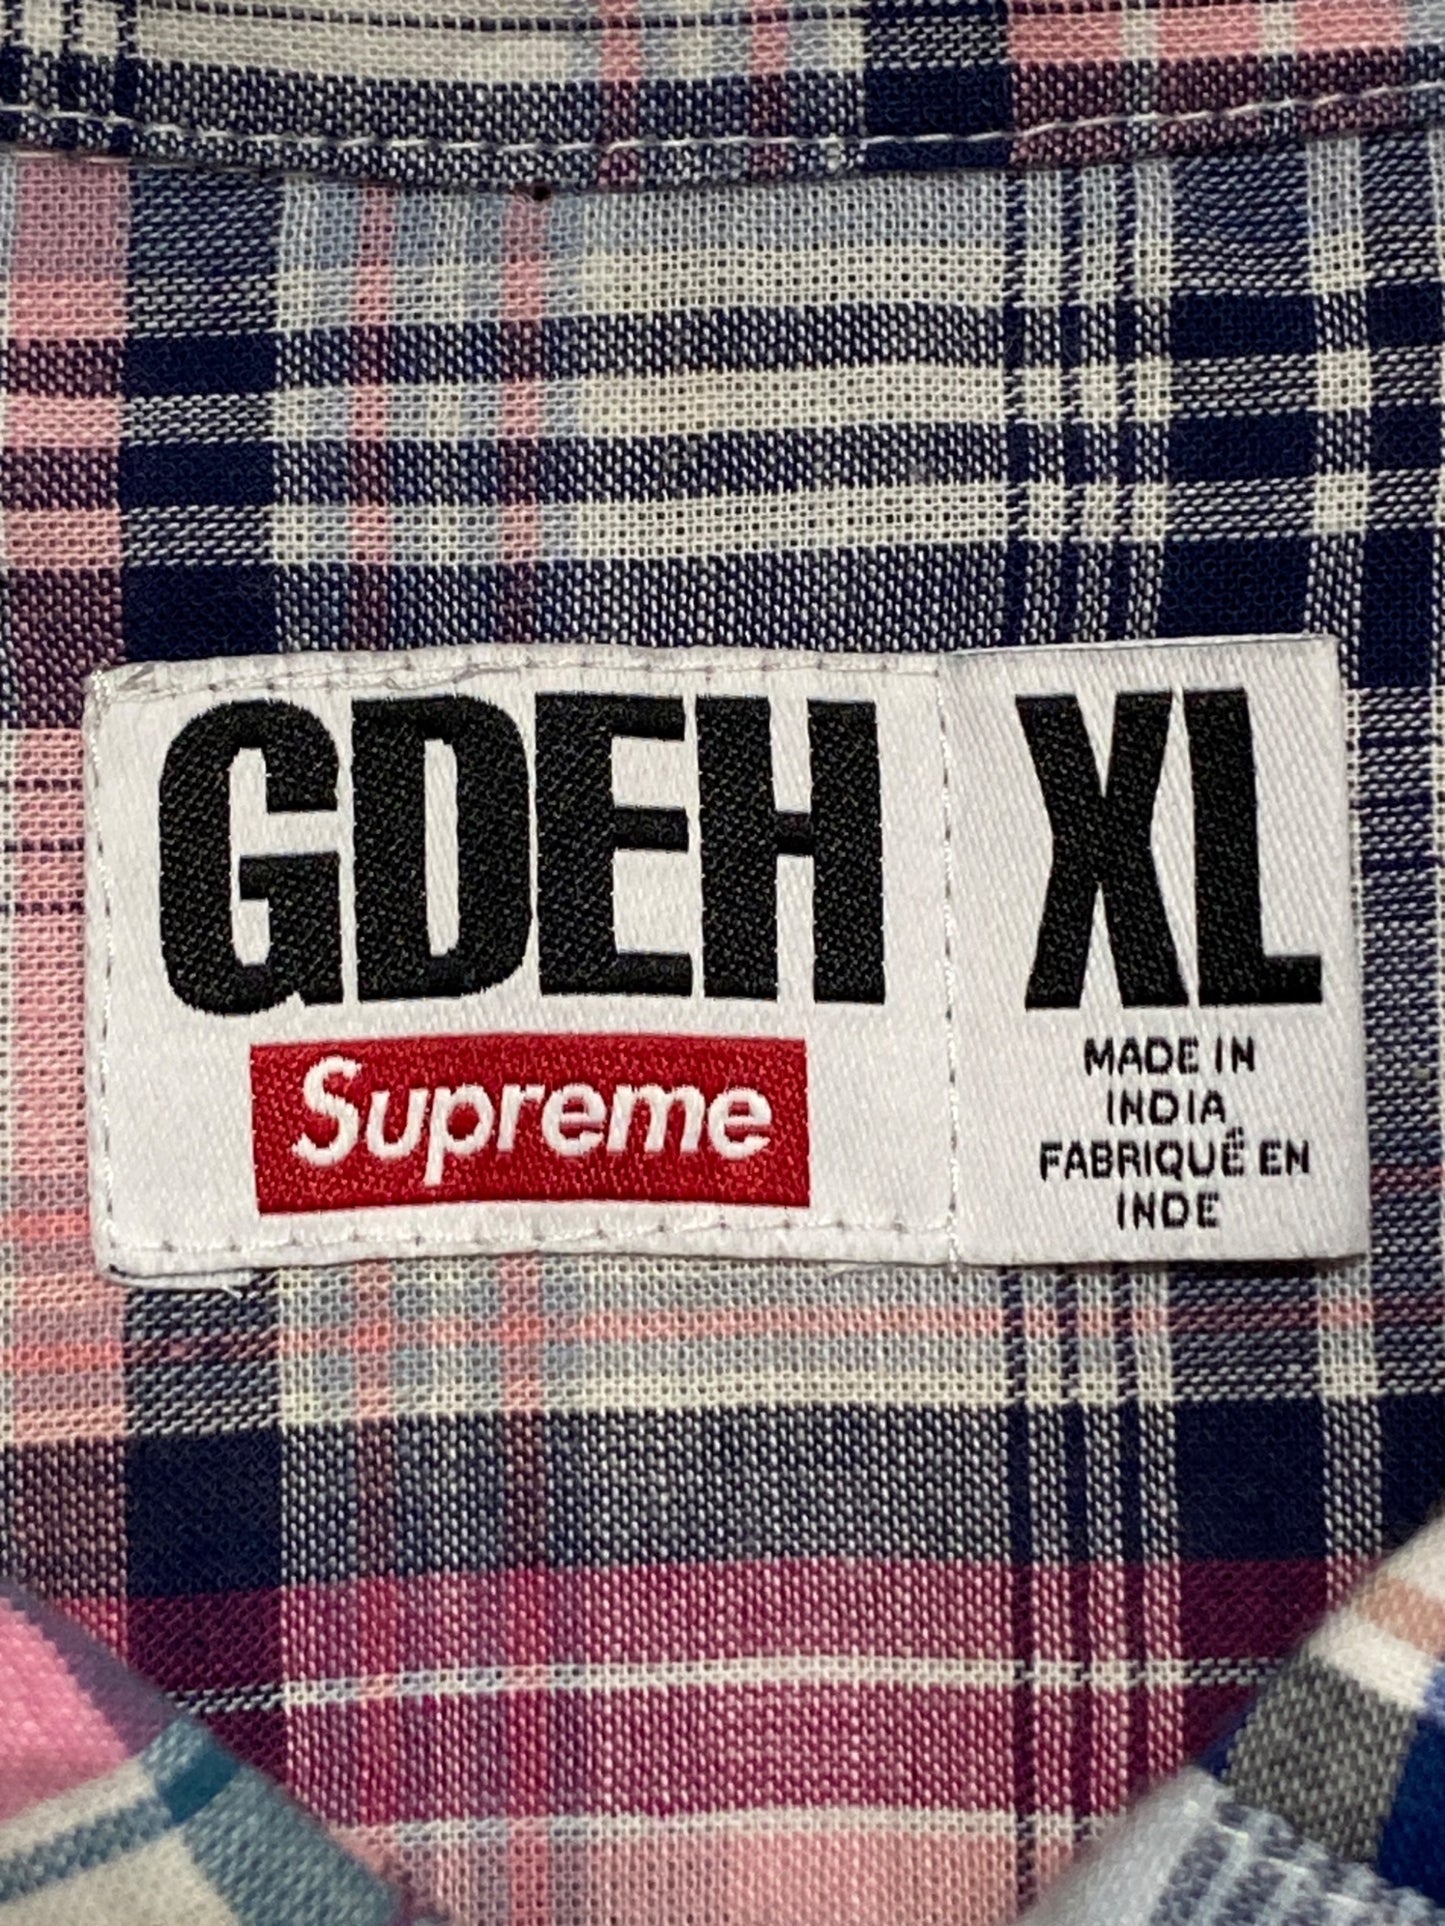 GDEH
Supreme
XL
MADE IN
INDIA
FABRIQUÉ EN
INDE